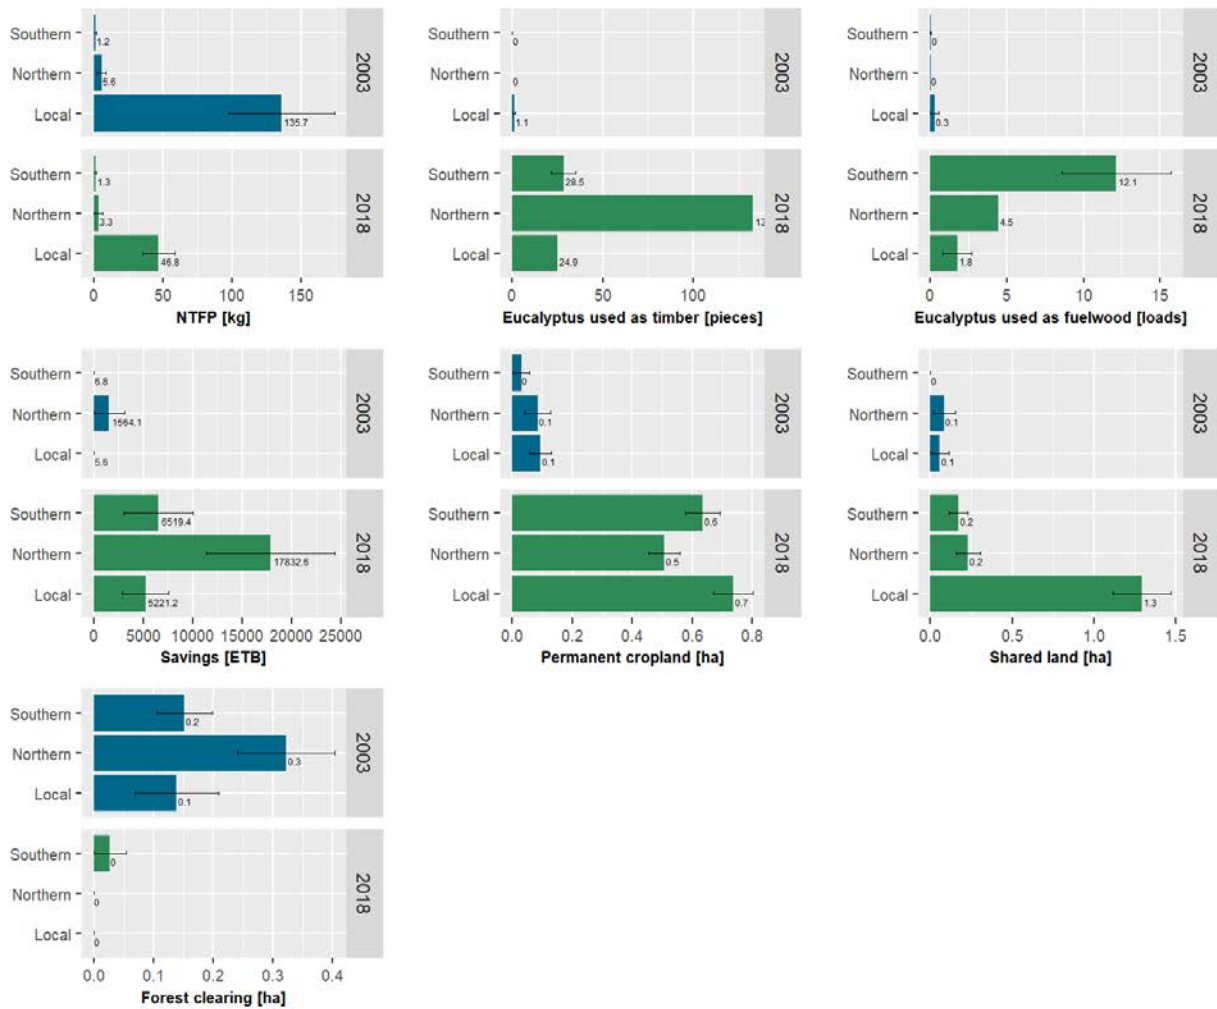 Southern
1.2
Northern
5.6
Local
135.7
2003
Southern
1.3
Northern
3.3
Local
46.8
2018
0 50 100 150
NTFP [kg]
Southern
0
Northern
0
Local
1.1
2003
Southern
28.5
Northern
Local
24.9
2018
0 50 100
Eucalyptus used as timber [pieces]
Southern
0
Northern
0
Local
0.3
2003
Southern
12.1
Northern
4.5
Local
1.8
2018
0 5 10 15
Eucalyptus used as fuelwood [loads]
Southern
6.8
Northern
1564.1
Local
5.6
2003
Southern
6519.4
Northern
17832.6
Local
5221.2
2018
0 5000 10000 15000 20000 25000
Savings [ETB]
Southern
0
Northern
0.1
Local
0.1
2003
Southern
0.6
Northern
0.5
Local
0.7
2018
0.0 0.2 0.4 0.6 0.8
Permanent cropland [ha]
Southern
0
Northern
0.1
Local
0.1
2003
Southern
0.2
Northern
0.2
Local
1.3
2018
0.0 0.5 1.0 1.5
Shared land [ha]
Southern
0.2
Northern
0.3
Local
0.1
2003
Southern
0
Northern
0
Local
0
2018
0.0 0.1 0.2 0.3 0.4
Forest clearing [ha]